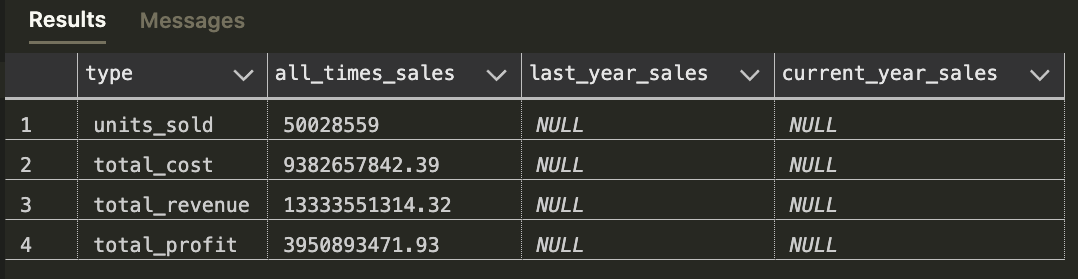 Results Messages
type all_times_sales last_year_sales current_year_sales
1 units_sold 50028559 NULL NULL
2 total_cost 9382657842.39 NULL NULL
3 total_revenue 13333551314.32 NULL NULL
4 total_profit 3950893471.93 NULL NULL